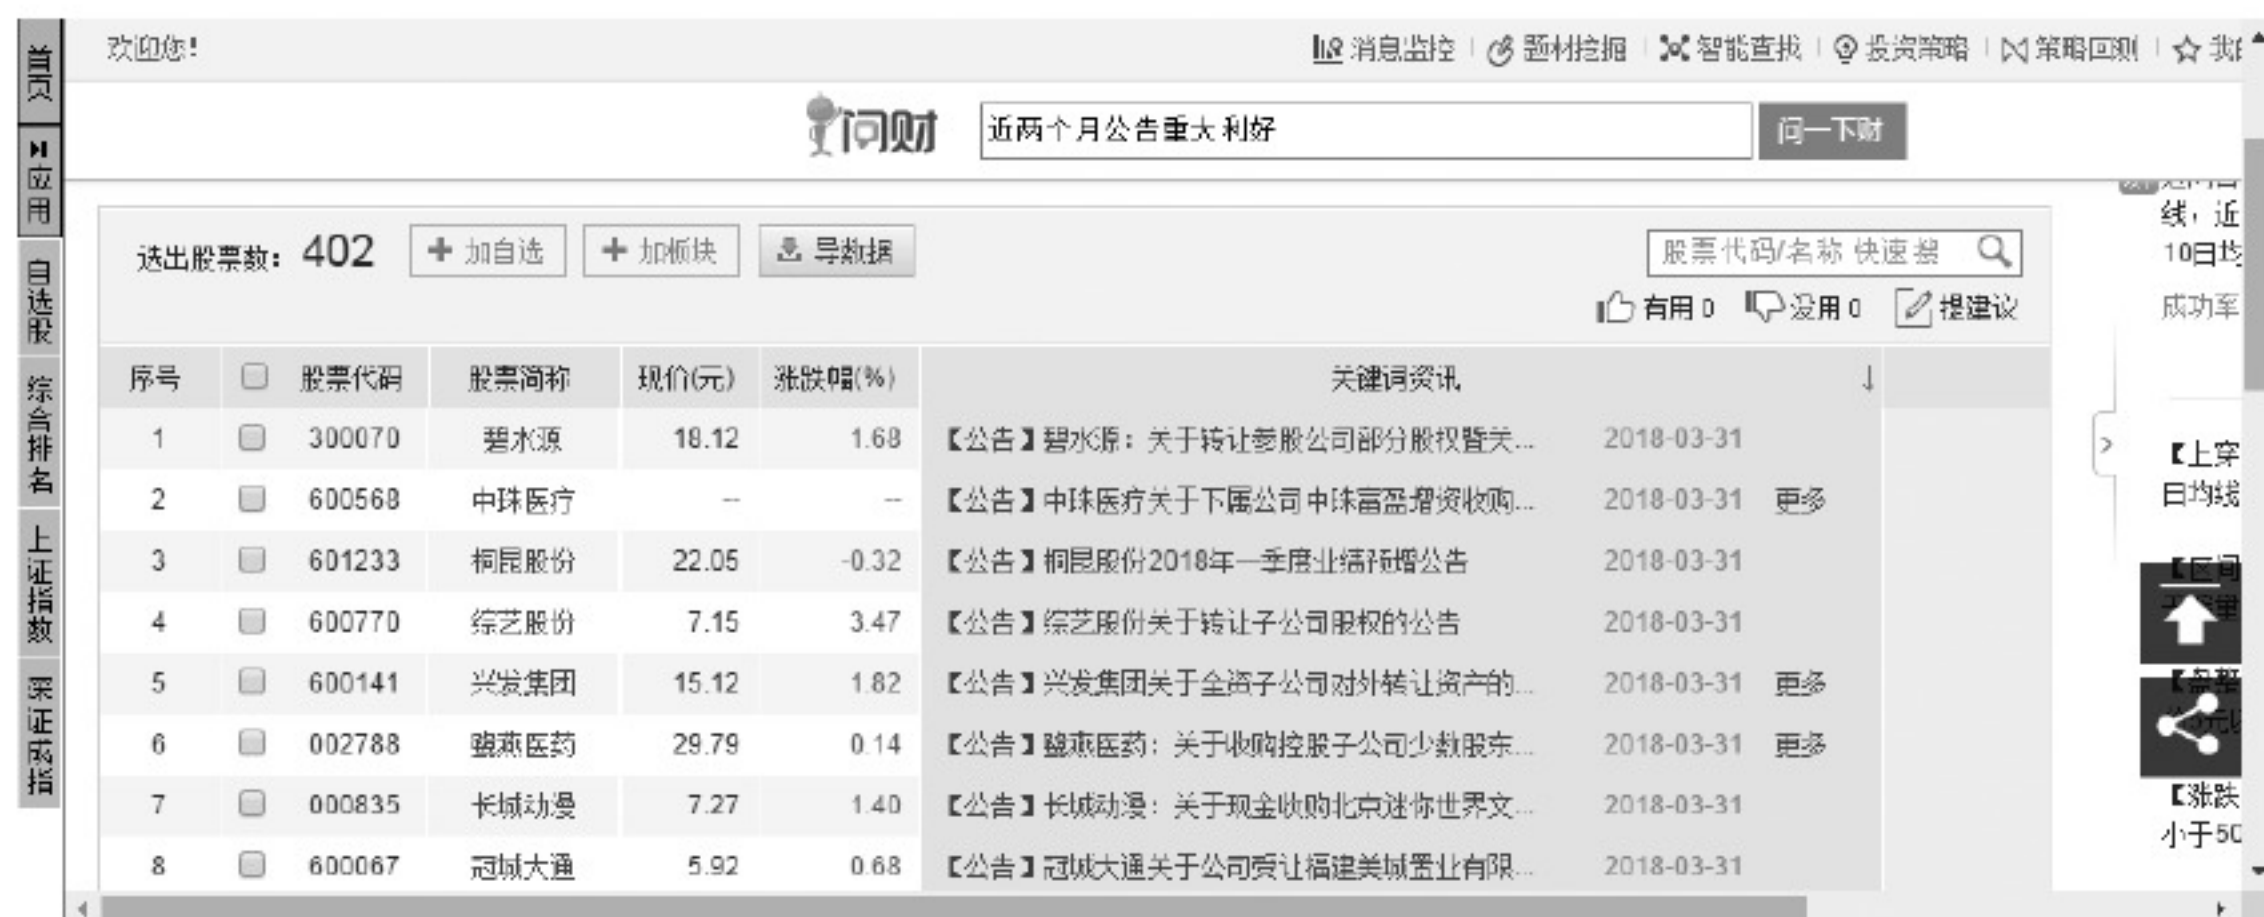 欢迎您!
消息监控 题材挖掘 智能查找 投资策略 策略回测
首页
应用
自选股
综合排名
上证指数
深证成指
问财 近两个月公告重大利好 问一下财
选出股票数: 402 + 加自选 + 加板块 导数据 股票代码/名称 快速搜
有用 0 没用 0 提建议
序号 股票代码 股票简称 现价(元) 涨跌幅(%) 关键词资讯 ↓
1 300070 碧水源 18.12 1.68 【公告】碧水源：关于转让参股公司部分股权暨关... 2018-03-31
2 600568 中珠医疗 -- -- 【公告】中珠医疗关于下属公司中珠富盈增资收购... 2018-03-31 更多
3 601233 桐昆股份 22.05 -0.32 【公告】桐昆股份2018年一季度业绩预增公告 2018-03-31
4 600770 综艺股份 7.15 3.47 【公告】综艺股份关于转让子公司股权的公告 2018-03-31
5 600141 兴发集团 15.12 1.82 【公告】兴发集团关于全资子公司对外转让资产的... 2018-03-31 更多
6 002788 鹭燕医药 29.79 0.14 【公告】鹭燕医药：关于收购控股子公司少数股东... 2018-03-31 更多
7 000835 长城动漫 7.27 1.40 【公告】长城动漫：关于现金收购北京迷你世界文... 2018-03-31
8 600067 冠城大通 5.92 0.68 【公告】冠城大通关于公司受让福建美城置业有限... 2018-03-31
线，近
10日均
成功率
【上穿
日均线
【区间
【盘整
【涨跌
小于50